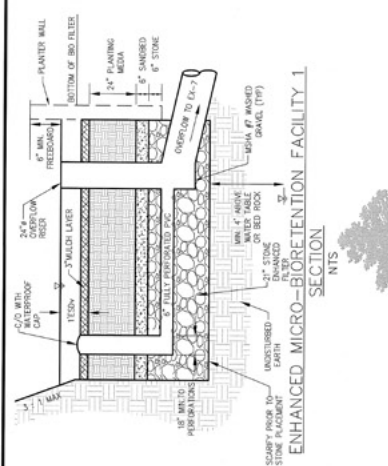 PLANTER WALL
BOTTOM OF BIO FILTER
24" PLANTING
MEDIA
6" SANDBED
6" STONE
6" MIN.
FREEBOARD
24"Ø
OVERFLOW
RISER
3" MULCH LAYER
C/O WITH
WATERPROOF
CAP
1' ESDv
3:1 MAX
6" FULLY PERFORATED PVC
OVERFLOW TO EX-7
MSHA #7 WASHED
GRAVEL (TYP)
MIN. 4' ABOVE
WATER TABLE
OR BED ROCK
21" STONE
ENHANCED
FILTER
18" MIN. TO
PERFORATIONS
UNDISTURBED
EARTH
SCARIFY PRIOR TO
STONE PLACEMENT
ENHANCED MICRO-BIORETENTION FACILITY 1
SECTION
NTS